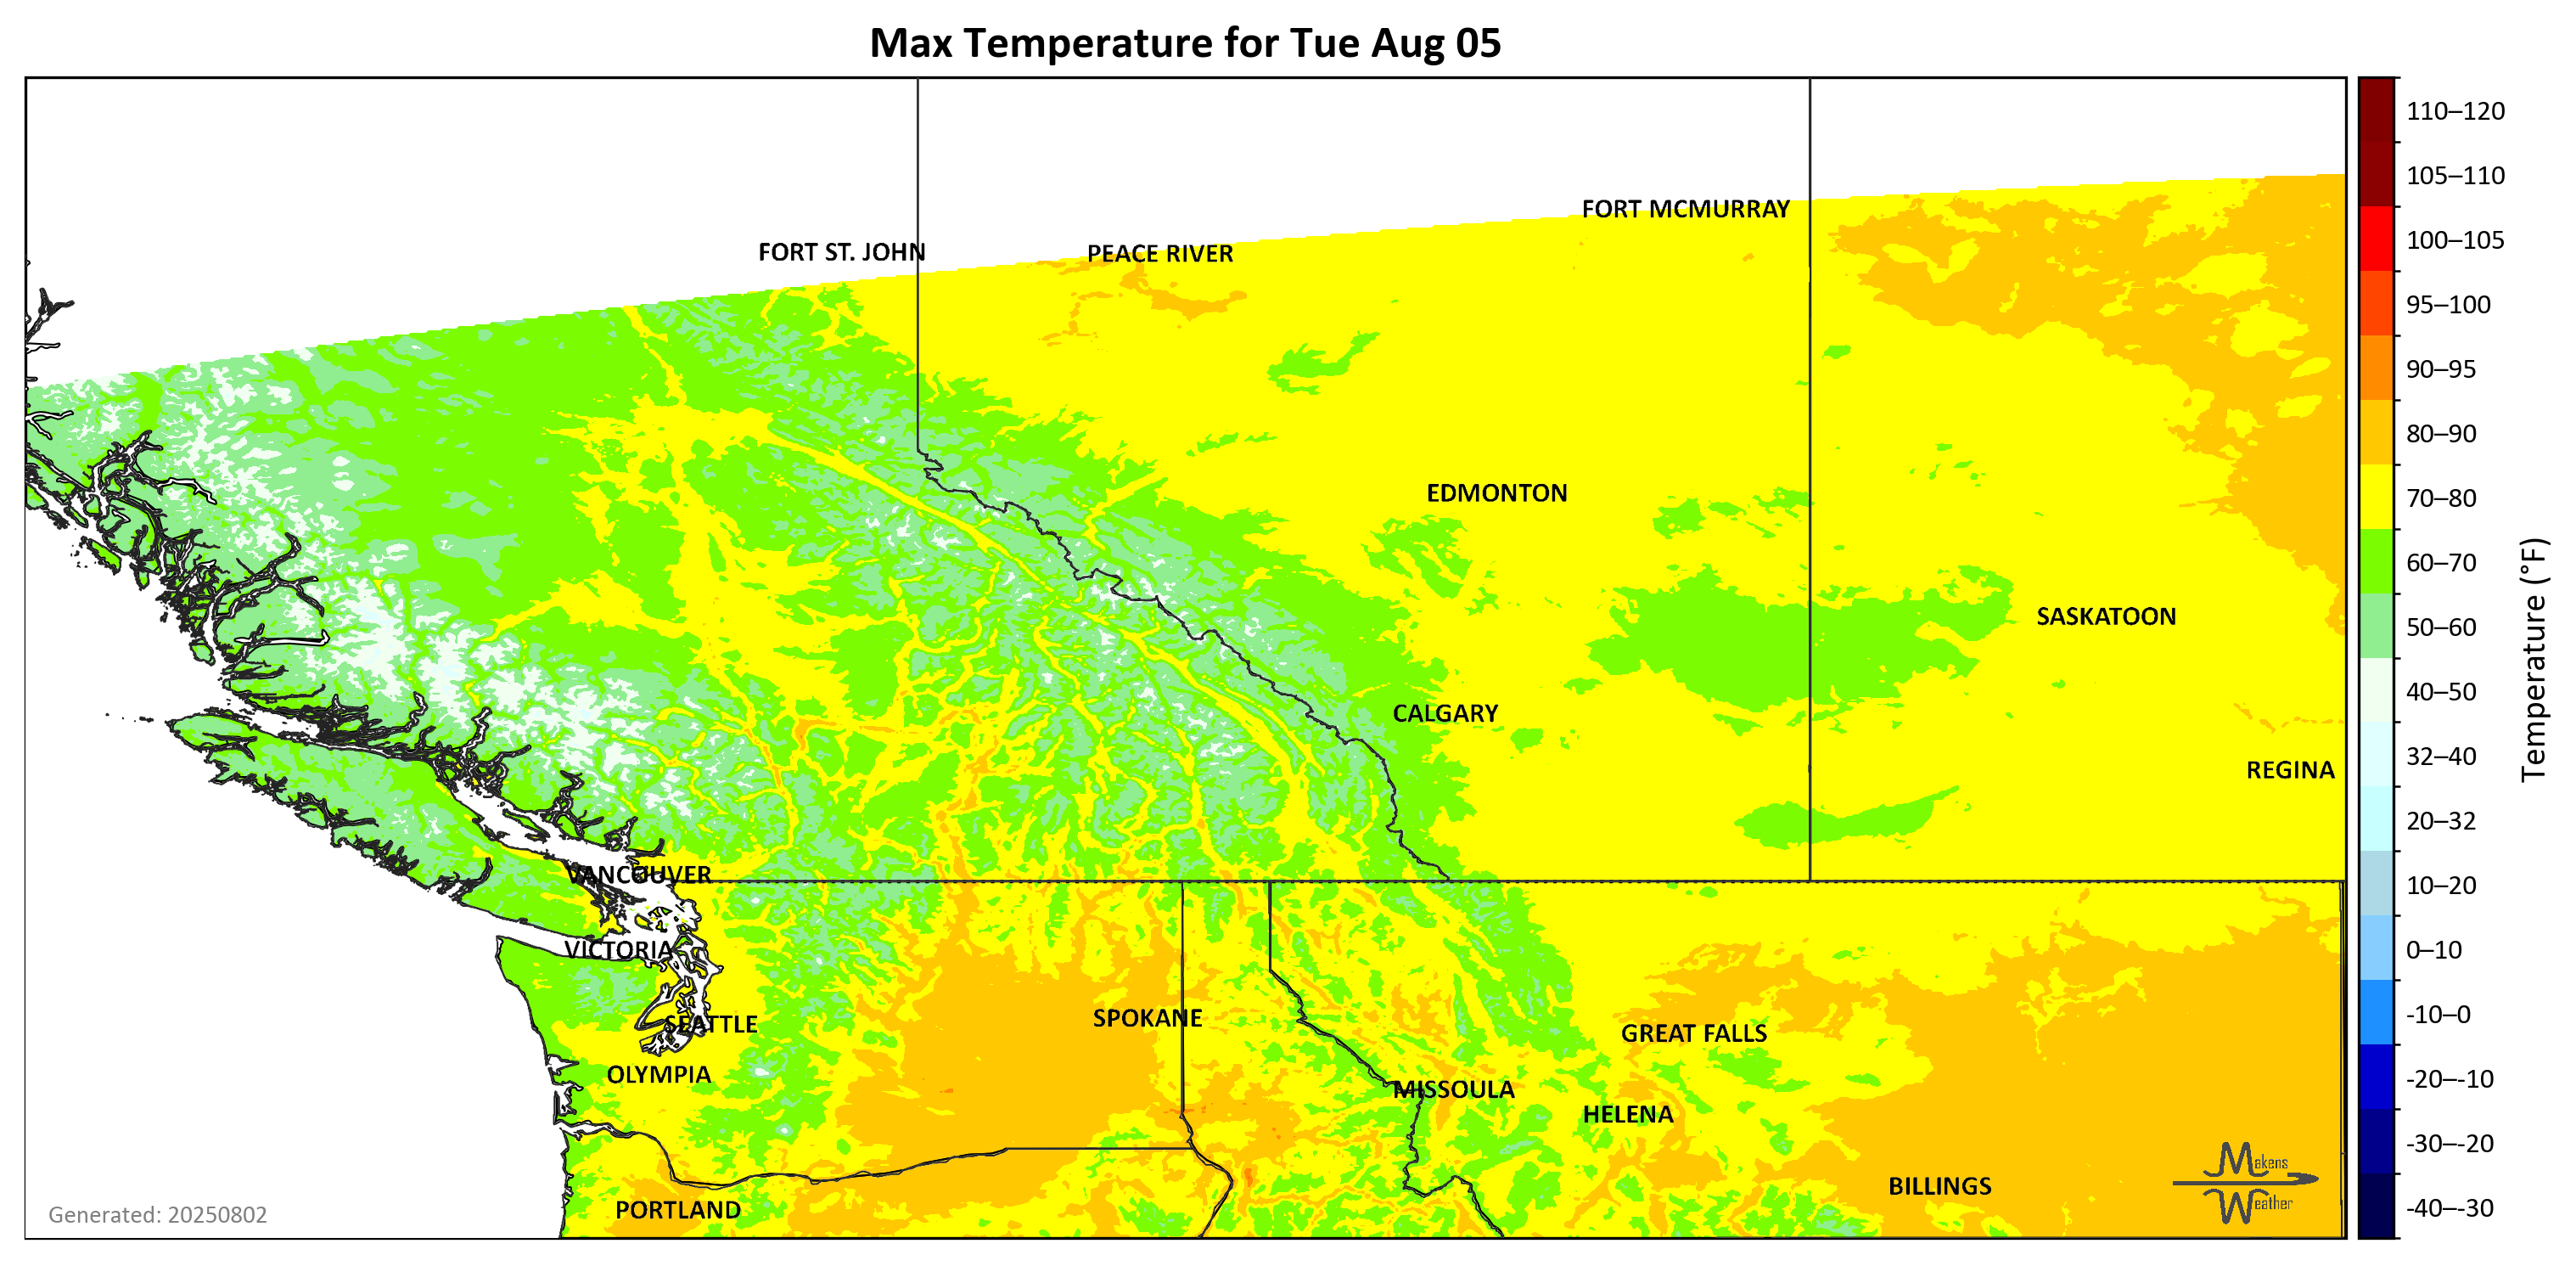 Max Temperature for Tue Aug 05
FORT MCMURRAY
FORT ST. JOHN
PEACE RIVER
EDMONTON
SASKATOON
CALGARY
REGINA
VANCOUVER
VICTORIA
SEATTLE
SPOKANE
GREAT FALLS
OLYMPIA
MISSOULA
HELENA
BILLINGS
PORTLAND
Makens
Weather
Generated: 20250802
110–120
105–110
100–105
95–100
90–95
80–90
70–80
60–70
50–60
40–50
32–40
20–32
10–20
0–10
-10–0
-20–-10
-30–-20
-40–-30
Temperature (°F)